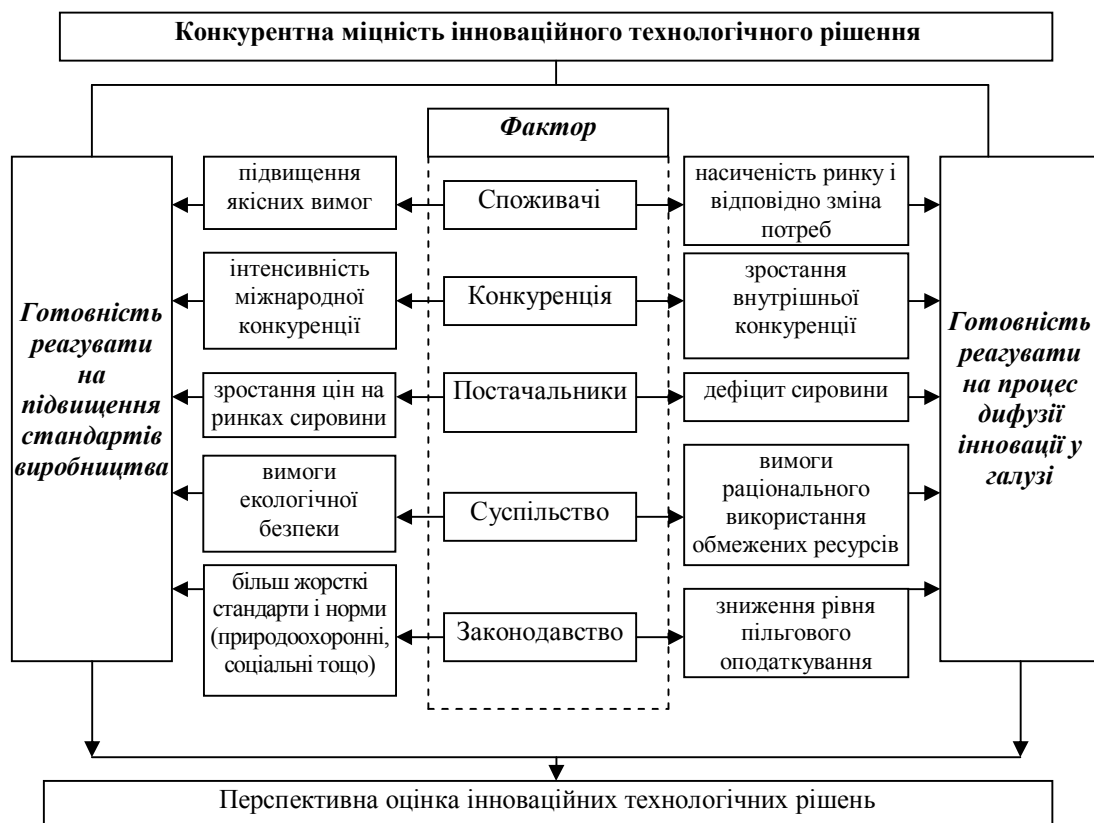 Конкурентна міцність інноваційного технологічного рішення
Фактор
Готовність
реагувати
на
підвищення
стандартів
виробництва
підвищення
якісних вимог
Споживачі
насиченість ринку і
відповідно зміна
потреб
інтенсивність
міжнародної
конкуренції
Конкуренція
зростання
внутрішньої
конкуренції
зростання цін на
ринках сировини
Постачальники
дефіцит сировини
вимоги
екологічної
безпеки
Суспільство
вимоги
раціонального
використання
обмежених ресурсів
більш жорсткі
стандарти і норми
(природоохоронні,
соціальні тощо)
Законодавство
зниження рівня
пільгового
оподаткування
Готовність
реагувати
на процес
дифузії
інновації у
галузі
Перспективна оцінка інноваційних технологічних рішень